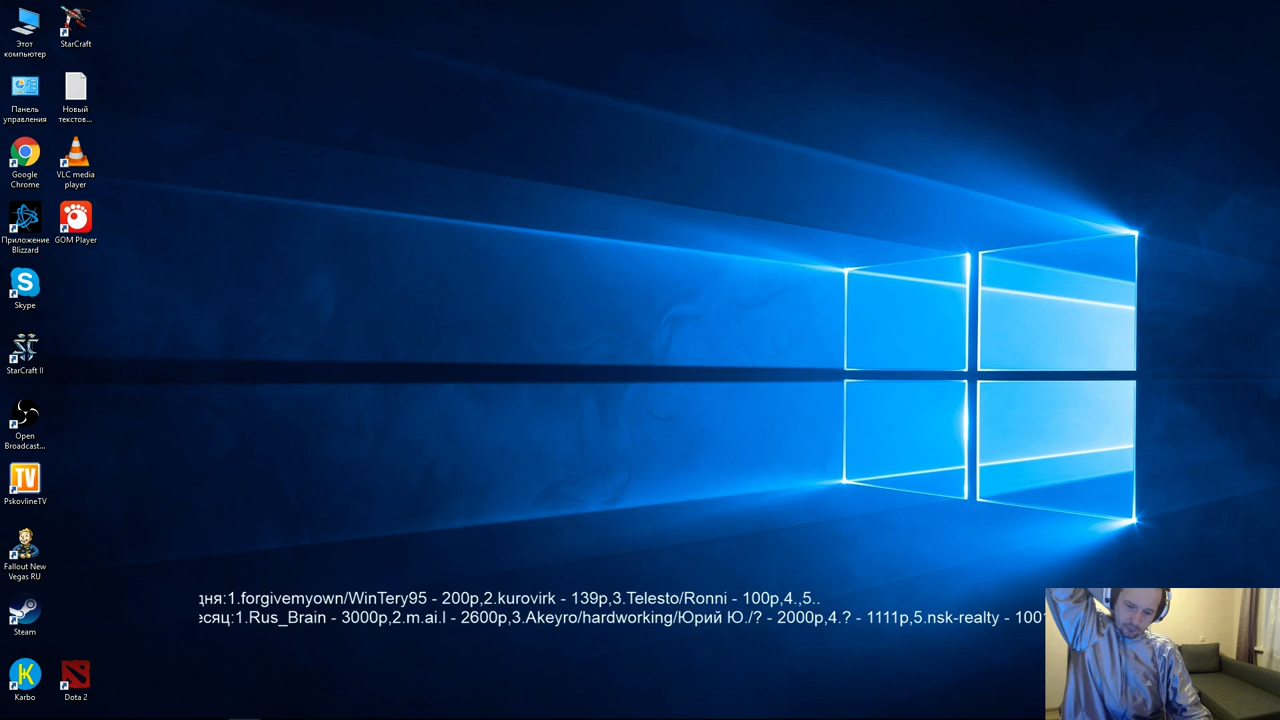 Этот
компьютер
StarCraft
Панель
управления
Новый
текстов...
Google
Chrome
VLC media
player
Приложение
Blizzard
GOM Player
Skype
StarCraft II
Open
Broadcast...
TV
PskovlineTV
Fallout New
Vegas RU
Steam
Karbo
Dota 2
дня:1.forgivemyown/WinTery95 - 200р,2.kurovirk - 139р,3.Telesto/Ronni - 100р,4.,5..
есяц:1.Rus_Brain - 3000р,2.m.ai.l - 2600р,3.Akeyro/hardworking/Юрий Ю./? - 2000р,4.? - 1111р,5.nsk-realty - 1001